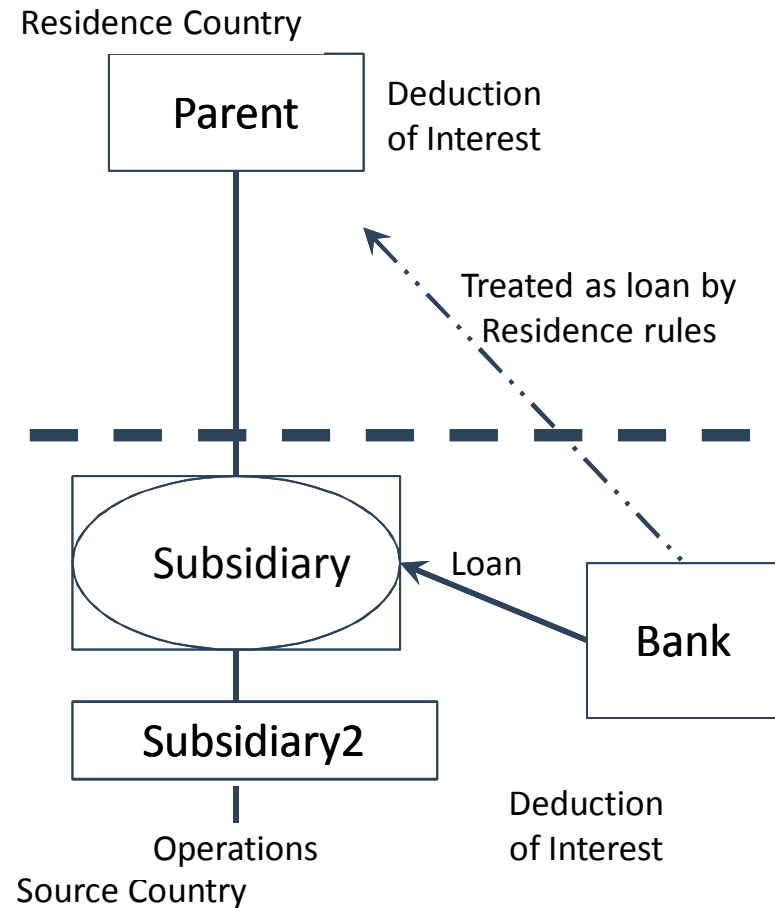 Residence Country
Parent
Deduction
of Interest
Treated as loan by
Residence rules
Subsidiary
Loan
Bank
Subsidiary2
Deduction
of Interest
Operations
Source Country